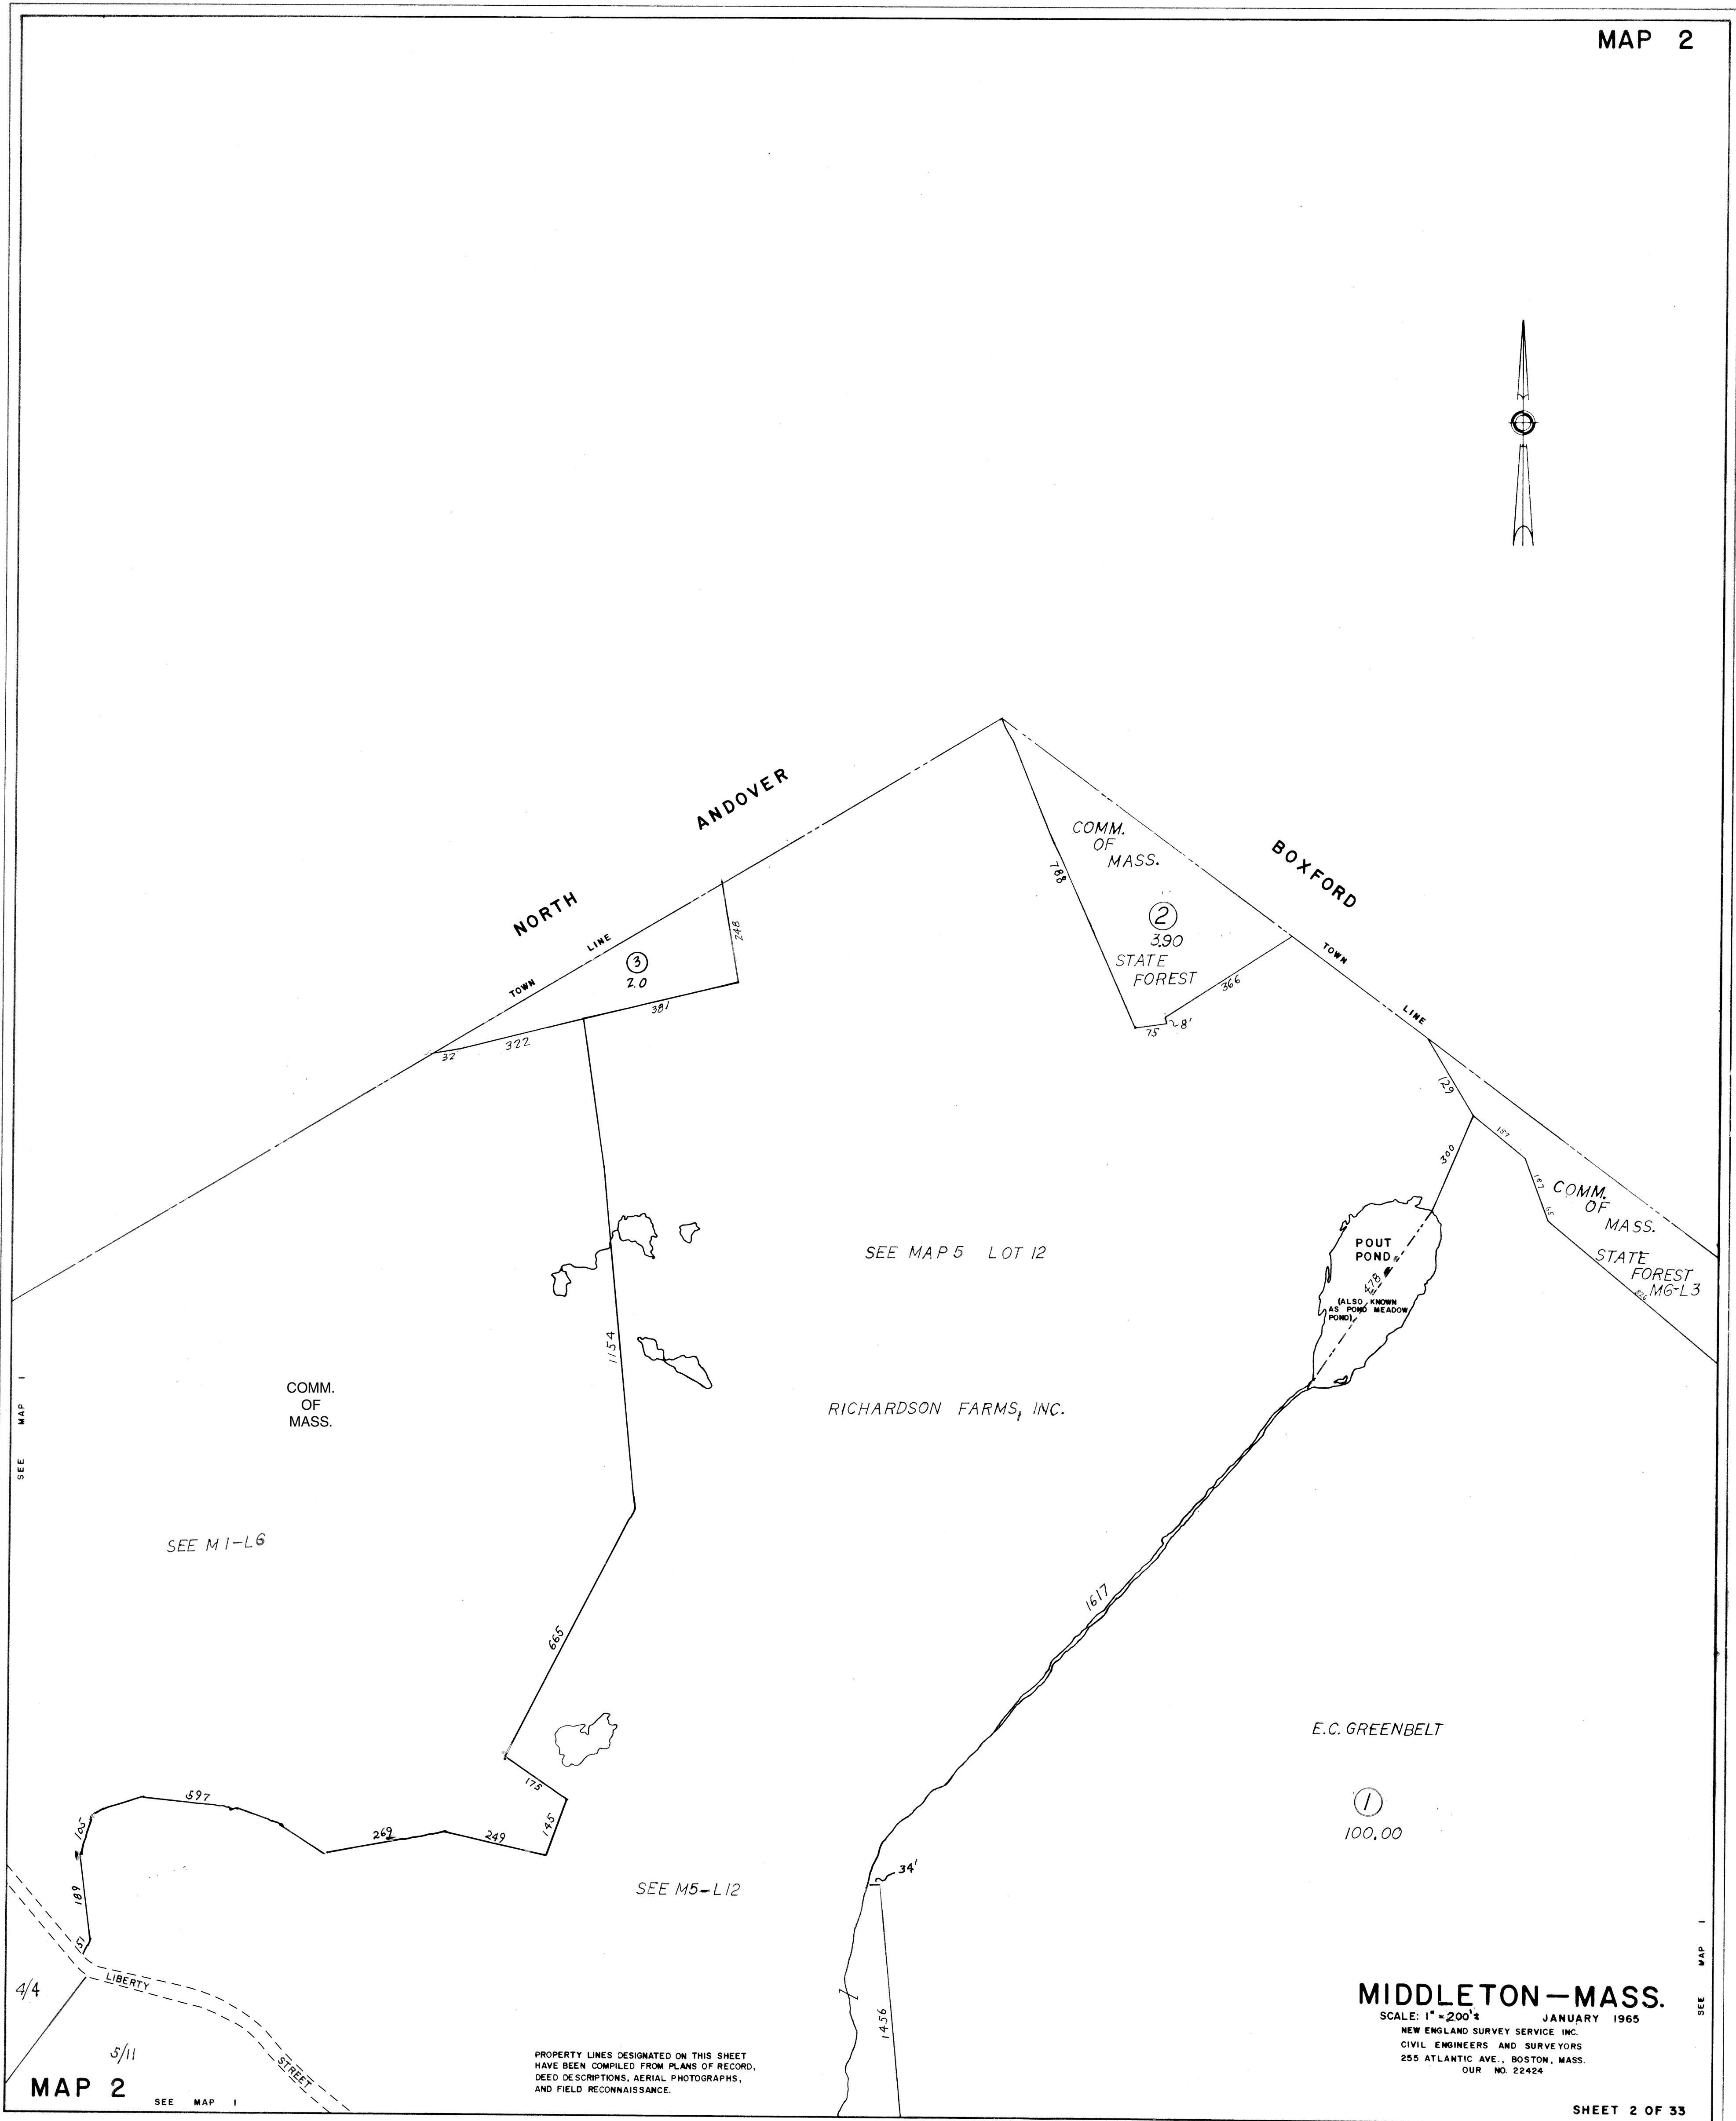 MAP 2
NORTH ANDOVER
BOXFORD
TOWN LINE
TOWN LINE
COMM.
OF
MASS.
788
2
3.90
STATE
FOREST
366
75
8'
248
3
2.0
381
322
32
129
300
157
187
65
COMM.
OF
MASS.
STATE
FOREST
M6-L3
POUT
POND
478
(ALSO KNOWN
AS POND MEADOW
POND)
SEE MAP 5 LOT 12
1154
RICHARDSON FARMS, INC.
COMM.
OF
MASS.
SEE MAP 1
SEE M1-L6
665
1617
E.C. GREENBELT
1
100.00
175
145
597
105
269
249
189
51
34'
SEE M5-L12
1456
4/4
LIBERTY
STREET
5/11
MAP 2
SEE MAP 1
PROPERTY LINES DESIGNATED ON THIS SHEET
HAVE BEEN COMPILED FROM PLANS OF RECORD,
DEED DESCRIPTIONS, AERIAL PHOTOGRAPHS,
AND FIELD RECONNAISSANCE.
SEE MAP 1
MIDDLETON—MASS.
SCALE: 1" = 200'± JANUARY 1965
NEW ENGLAND SURVEY SERVICE INC.
CIVIL ENGINEERS AND SURVEYORS
255 ATLANTIC AVE., BOSTON, MASS.
OUR NO. 22424
SHEET 2 OF 33